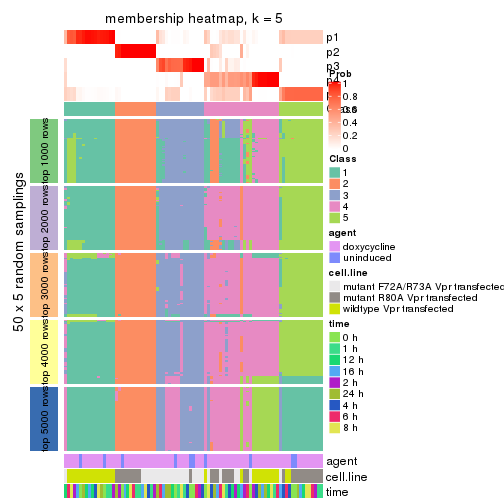 membership heatmap, k = 5
p1
p2
p3
Prob
1
0.8
0.6
0.4
0.2
0
Class
1
2
3
4
5
agent
doxycycline
uninduced
cell.line
mutant F72A/R73A Vpr transfected
mutant R80A Vpr transfected
wildtype Vpr transfected
time
0 h
1 h
12 h
16 h
2 h
24 h
4 h
6 h
8 h
50 x 5 random samplings
top 1000 rows
top 2000 rows
top 3000 rows
top 4000 rows
top 5000 rows
agent
cell.line
time